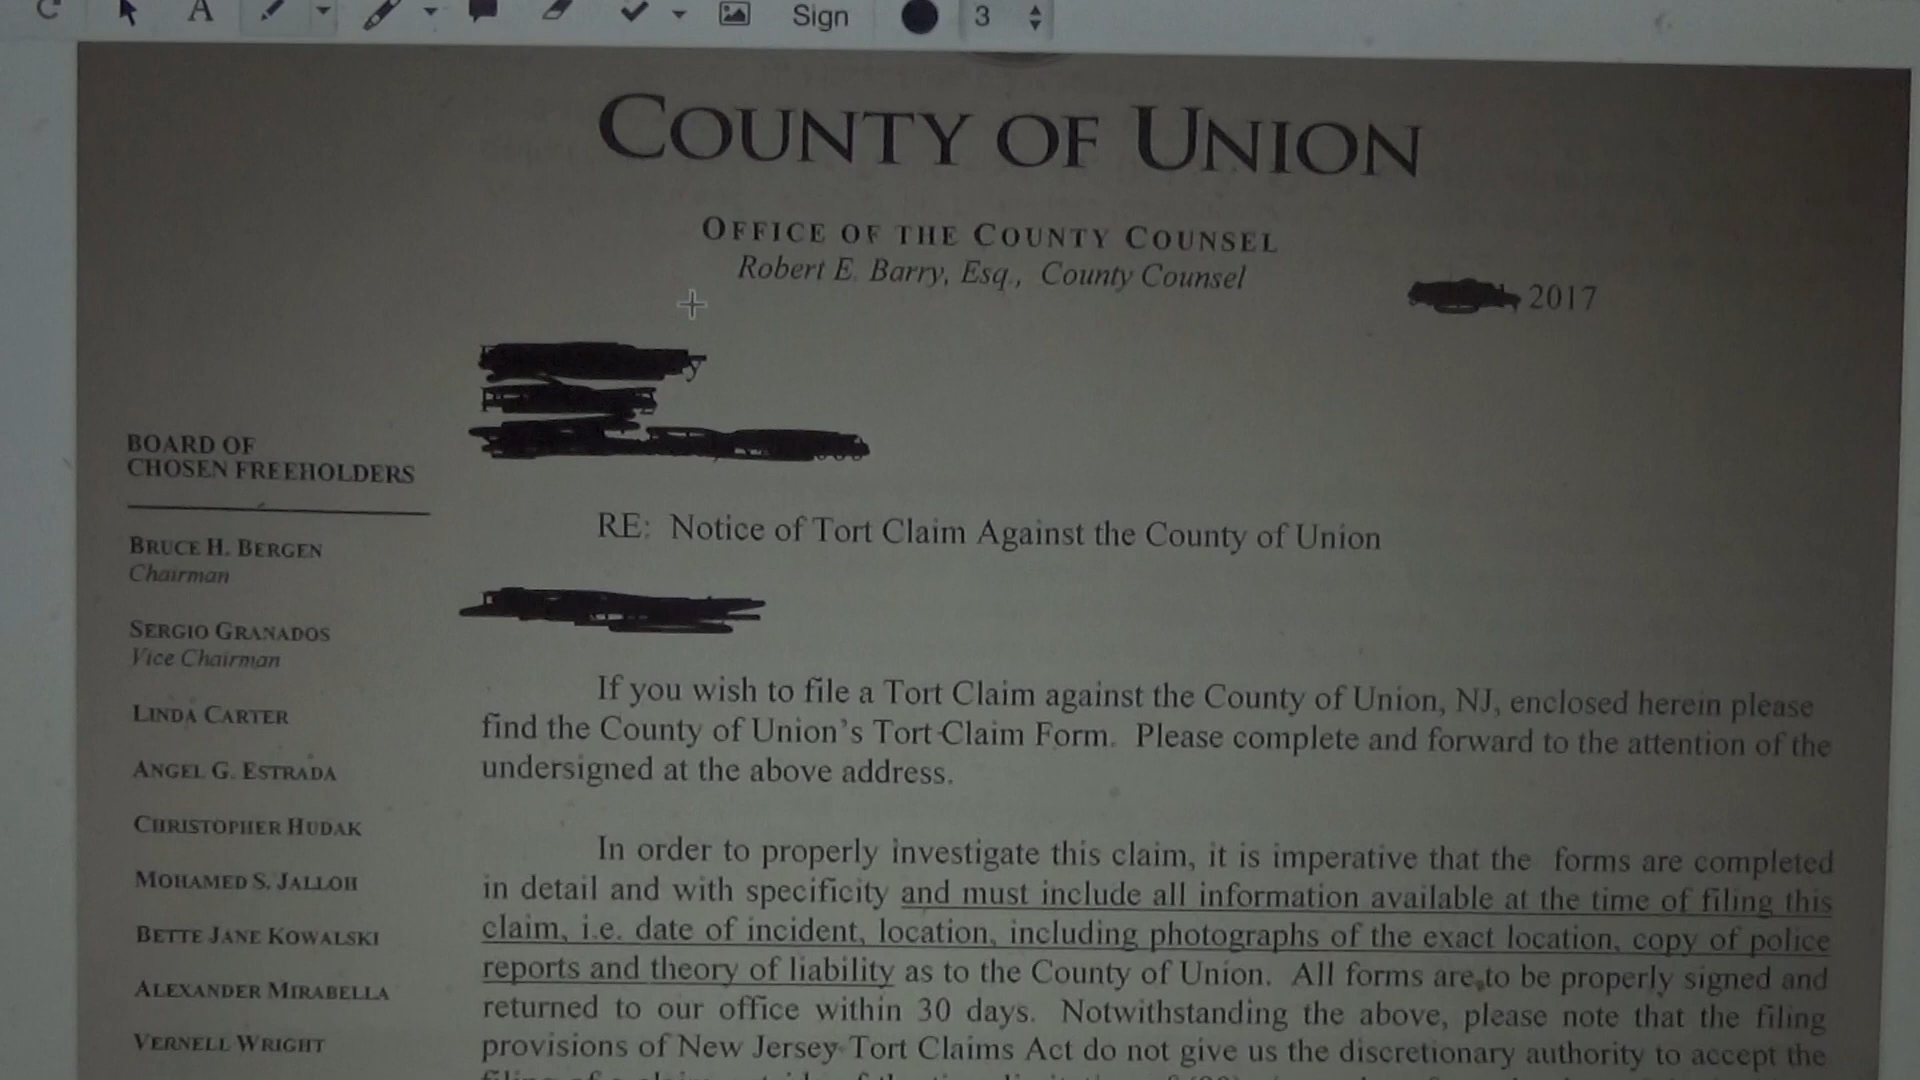 A Sign 3
COUNTY OF UNION
OFFICE OF THE COUNTY COUNSEL
Robert E. Barry, Esq., County Counsel
2017
BOARD OF
CHOSEN FREEHOLDERS
BRUCE H. BERGEN
Chairman
SERGIO GRANADOS
Vice Chairman
LINDA CARTER
ANGEL G. ESTRADA
CHRISTOPHER HUDAK
MOHAMED S. JALLOH
BETTE JANE KOWALSKI
ALEXANDER MIRABELLA
VERNELL WRIGHT
RE: Notice of Tort Claim Against the County of Union
If you wish to file a Tort Claim against the County of Union, NJ, enclosed herein please
find the County of Union's Tort Claim Form. Please complete and forward to the attention of the
undersigned at the above address.
In order to properly investigate this claim, it is imperative that the forms are completed
in detail and with specificity and must include all information available at the time of filing this
claim, i.e. date of incident, location, including photographs of the exact location, copy of police
reports and theory of liability as to the County of Union. All forms are to be properly signed and
returned to our office within 30 days. Notwithstanding the above, please note that the filing
provisions of New Jersey Tort Claims Act do not give us the discretionary authority to accept the